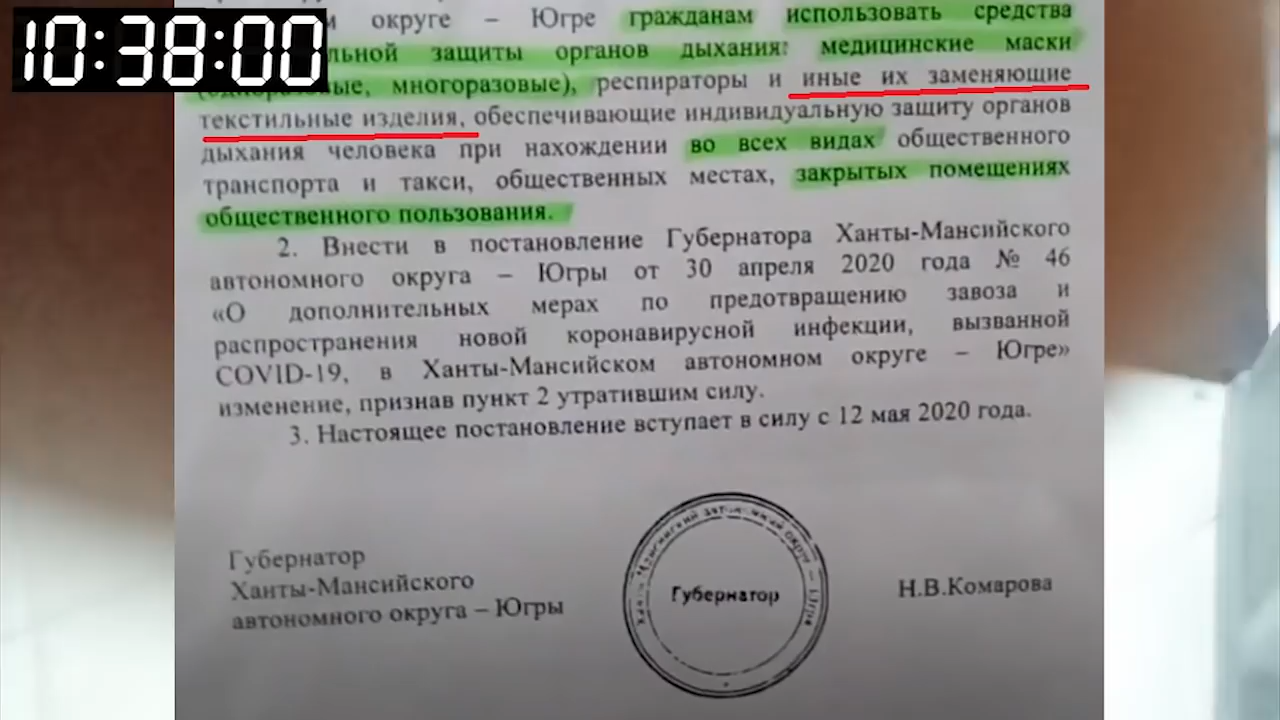 10:38:00
округе – Югре гражданам использовать средства
защиты органов дыхания: медицинские маски
многоразовые), респираторы и иные их заменяющие
текстильные изделия, обеспечивающие индивидуальную защиту органов
дыхания человека при нахождении во всех видах общественного
транспорта и такси, общественных местах, закрытых помещениях
общественного пользования.
2. Внести в постановление Губернатора Ханты-Мансийского
автономного округа – Югры от 30 апреля 2020 года № 46
«О дополнительных мерах по предотвращению завоза и
распространения новой коронавирусной инфекции, вызванной
COVID-19, в Ханты-Мансийском автономном округе – Югре»
изменение, признав пункт 2 утратившим силу.
3. Настоящее постановление вступает в силу с 12 мая 2020 года.
Губернатор
Ханты-Мансийского
автономного округа – Югры
Губернатор
Н.В.Комарова